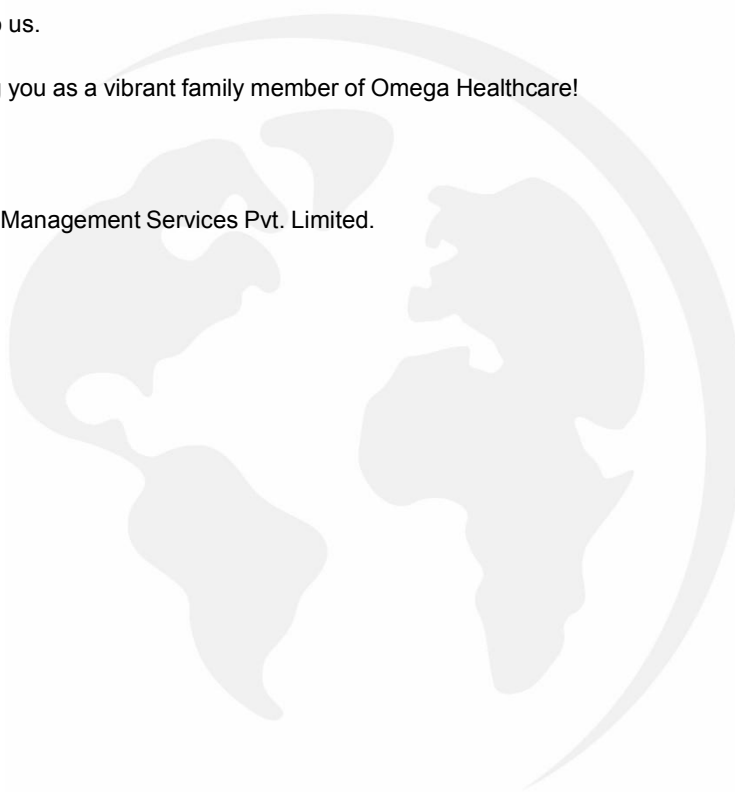 us.
you as a vibrant family member of Omega Healthcare!
Management Services Pvt. Limited.